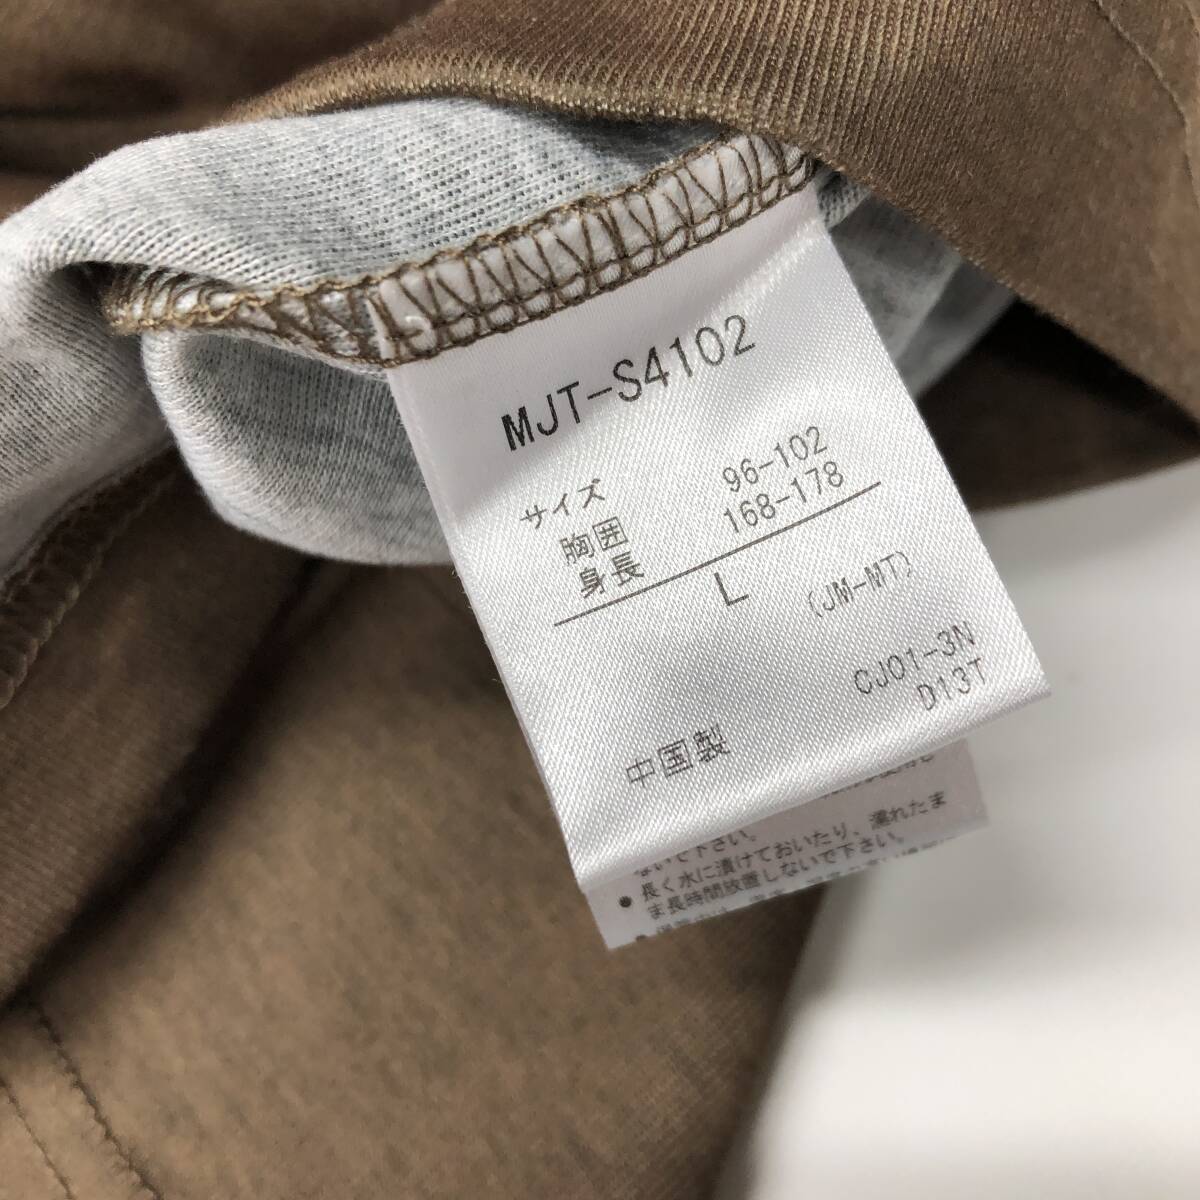 MJT-S4102
サイズ
胸囲 96-102
身長 168-178
L
(JM-MT)
CJ01-3N
D13T
中国製
ないで下さい。
● 長く水に漬けておいたり、濡れたま
ま長時間放置しないで下さい。